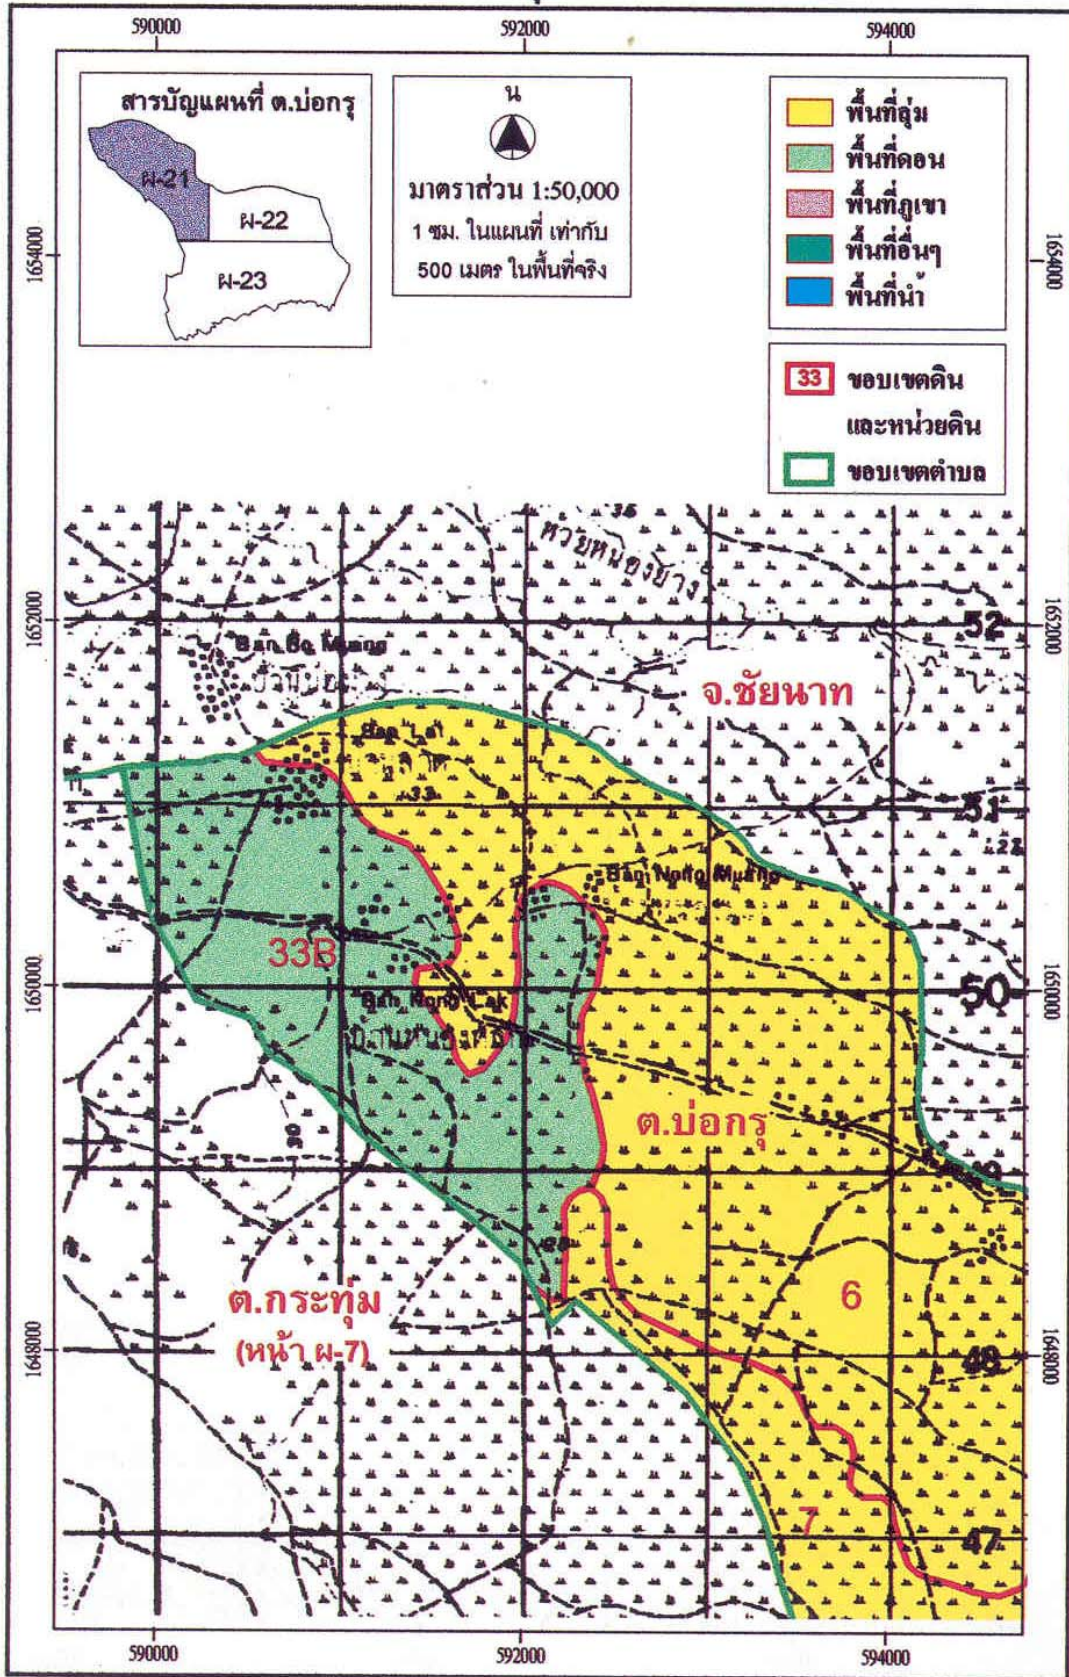 590000
592000
594000
สารบัญแผนที่ ต.บ่อกรุ
ผ-21
ผ-22
ผ-23
น
มาตราส่วน 1:50,000
1 ซม. ในแผนที่ เท่ากับ
500 เมตร ในพื้นที่จริง
พื้นที่ลุ่ม
พื้นที่ดอน
พื้นที่ภูเขา
พื้นที่อื่นๆ
พื้นที่น้ำ
33 ขอบเขตดิน
และหน่วยดิน
ขอบเขตตำบล
1654000
1654000
ห้วยหนองยาง
1652000
52
1652000
Ban Bo Muang
จ.ชัยนาท
33
51
Ban Nong Muang
33B
1650000
50
1650000
Ban Nong Lak
ต.บ่อกรุ
30
ต.กระทุ่ม
(หน้า ผ-7)
6
1648000
48
1648000
7
47
590000
592000
594000